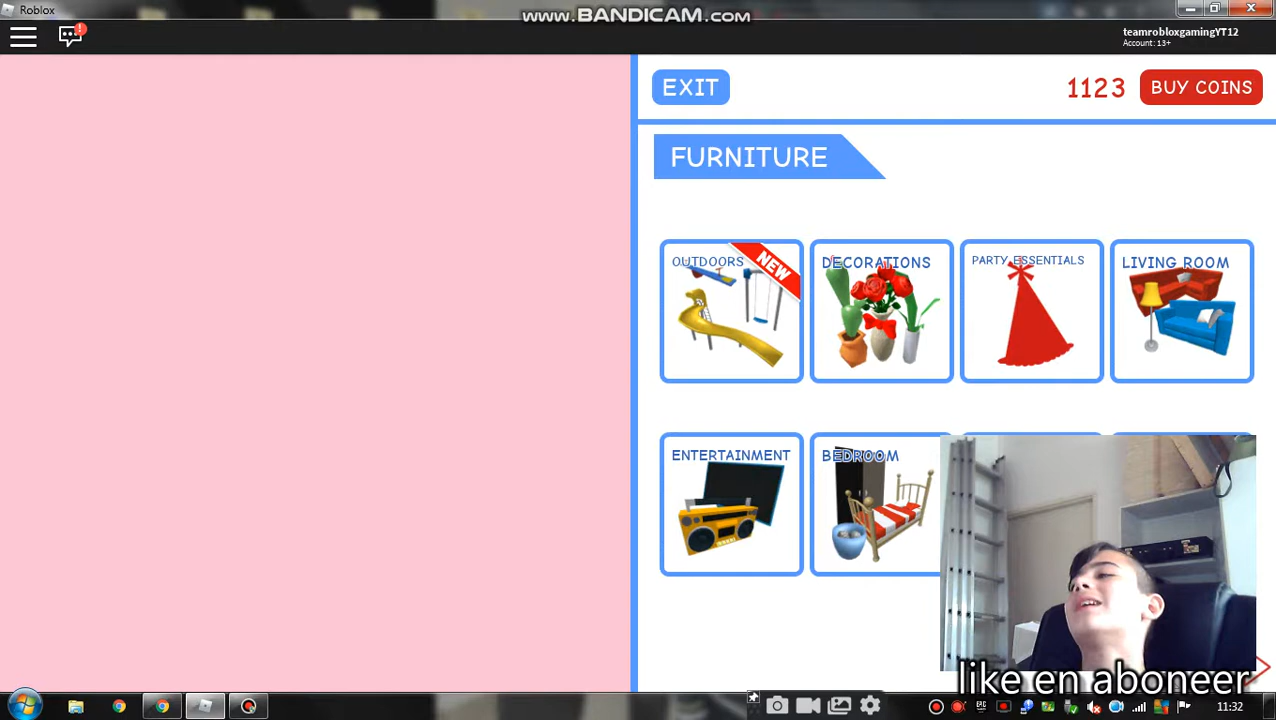 Roblox
www.BANDICAM.com
teamrobloxgamingYT12
Account: 13+
EXIT
1123
BUY COINS
FURNITURE
OUTDOORS
NEW
DECORATIONS
PARTY ESSENTIALS
LIVING ROOM
ENTERTAINMENT
BEDROOM
like en aboneer
11:32